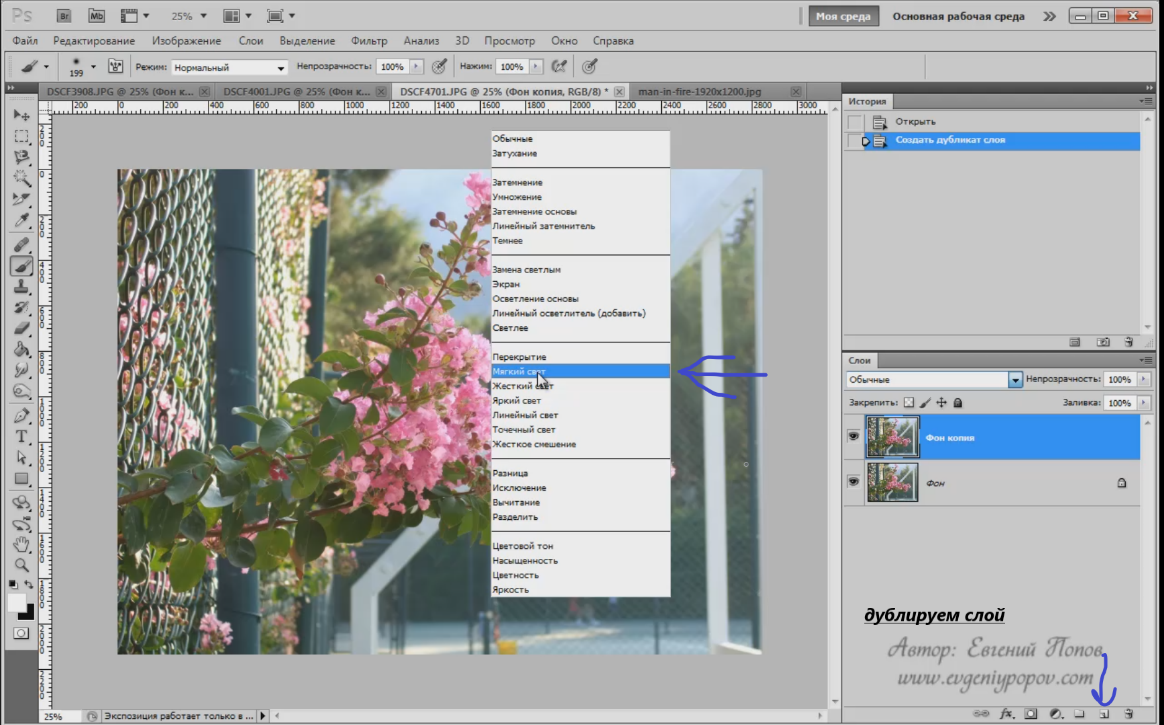 Ps Br Mb 25% Моя среда Основная рабочая среда
Файл Редактирование Изображение Слои Выделение Фильтр Анализ 3D Просмотр Окно Справка
199 Режим: Нормальный Непрозрачность: 100% Нажим: 100%
DSCF3908.JPG @ 25% (Фон к... DSCF4001.JPG @ 25% (Фон к... DSCF4701.JPG @ 25% (Фон копия, RGB/8) * man-in-fire-1920x1200.jpg
200 0 200 400 600 800 1000 1200 1400 1600 1800 2000 2200 2400 2600 2800 3000
История
Открыть
Создать дубликат слоя
Обычные
Затухание
Затемнение
Умножение
Затемнение основы
Линейный затемнитель
Темнее
Замена светлым
Экран
Осветление основы
Линейный осветлитель (добавить)
Светлее
Перекрытие
Мягкий свет
Жесткий свет
Яркий свет
Линейный свет
Точечный свет
Жесткое смешение
Разница
Исключение
Вычитание
Разделить
Цветовой тон
Насыщенность
Цветность
Яркость
Слои
Обычные Непрозрачность: 100%
Закрепить: Заливка: 100%
Фон копия
Фон
дублируем слой
Автор: Евгений Попов
www.evgeniypopov.com
25% Экспозиция работает только в ...